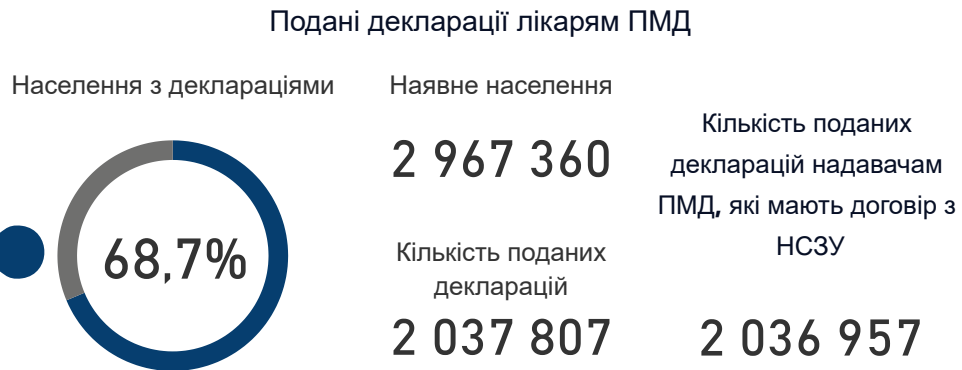 Подані декларації лікарям ПМД
Населення з деклараціями
68,7%
Наявне населення
2 967 360
Кількість поданих
декларацій
2 037 807
Кількість поданих
декларацій надавачам
ПМД, які мають договір з
НСЗУ
2 036 957